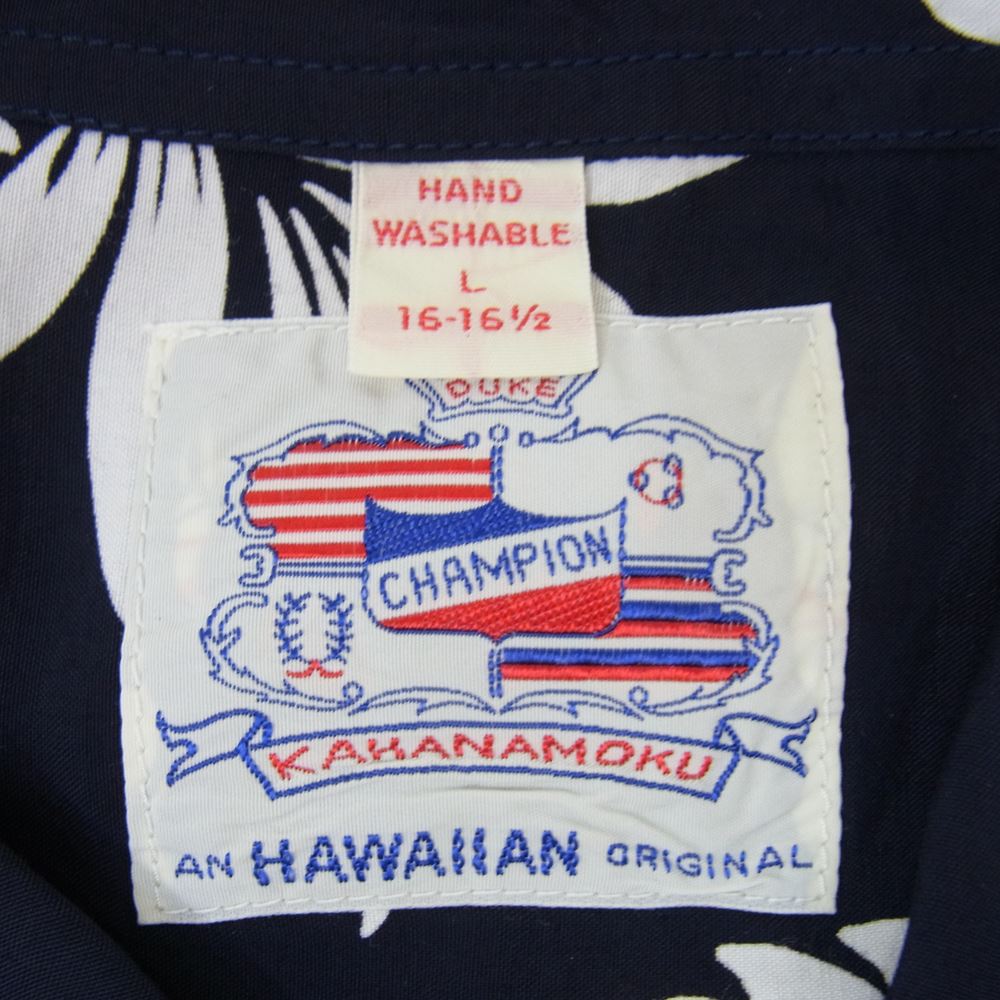 HAND
WASHABLE
L
16-16½
DUKE
CHAMPION
KAHANAMOKU
AN HAWAIIAN ORIGINAL